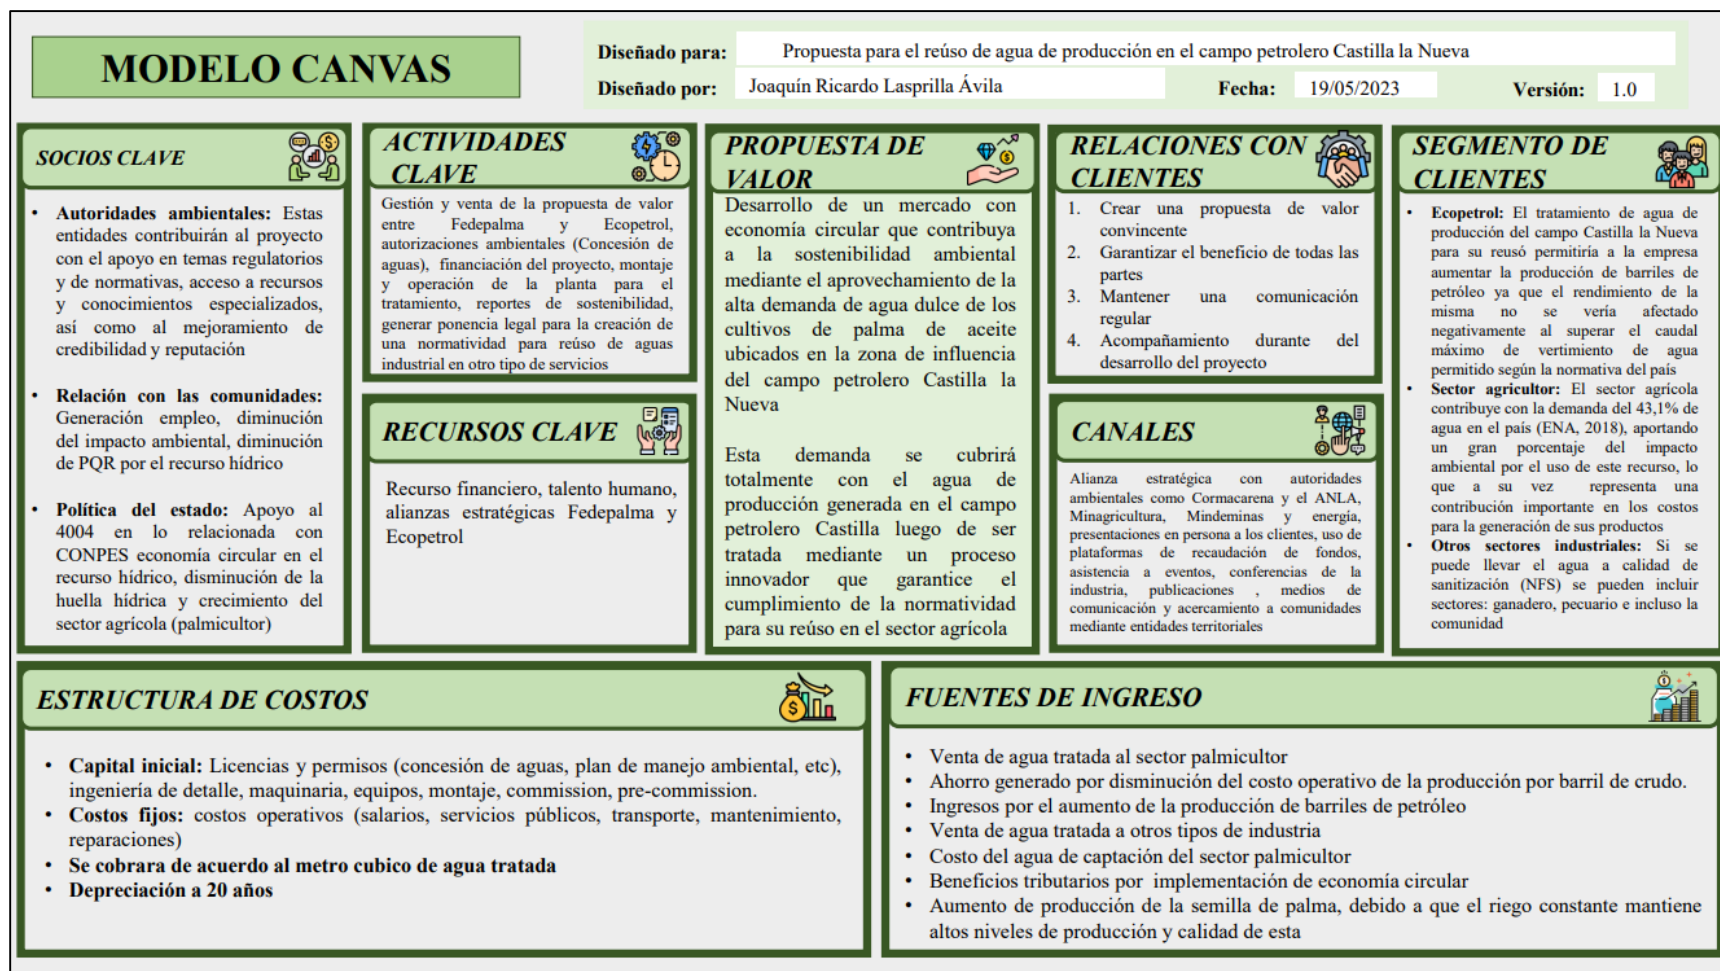 MODELO CANVAS
Diseñado para: Propuesta para el reúso de agua de producción en el campo petrolero Castilla la Nueva
Diseñado por: Joaquín Ricardo Lasprilla Ávila Fecha: 19/05/2023 Versión: 1.0
SOCIOS CLAVE
• Autoridades ambientales: Estas
entidades contribuirán al proyecto
con el apoyo en temas regulatorios
y de normativas, acceso a recursos
y conocimientos especializados,
así como al mejoramiento de
credibilidad y reputación
• Relación con las comunidades:
Generación empleo, diminución
del impacto ambiental, diminución
de PQR por el recurso hídrico
• Política del estado: Apoyo al
4004 en lo relacionada con
CONPES economía circular en el
recurso hídrico, disminución de la
huella hídrica y crecimiento del
sector agrícola (palmicultor)
ACTIVIDADES
CLAVE
Gestión y venta de la propuesta de valor
entre Fedepalma y Ecopetrol,
autorizaciones ambientales (Concesión de
aguas), financiación del proyecto, montaje
y operación de la planta para el
tratamiento, reportes de sostenibilidad,
generar ponencia legal para la creación de
una normatividad para reúso de aguas
industrial en otro tipo de servicios
RECURSOS CLAVE
Recurso financiero, talento humano,
alianzas estratégicas Fedepalma y
Ecopetrol
PROPUESTA DE
VALOR
Desarrollo de un mercado con
economía circular que contribuya
a la sostenibilidad ambiental
mediante el aprovechamiento de la
alta demanda de agua dulce de los
cultivos de palma de aceite
ubicados en la zona de influencia
del campo petrolero Castilla la
Nueva
Esta demanda se cubrirá
totalmente con el agua de
producción generada en el campo
petrolero Castilla luego de ser
tratada mediante un proceso
innovador que garantice el
cumplimiento de la normatividad
para su reúso en el sector agrícola
RELACIONES CON
CLIENTES
1. Crear una propuesta de valor
convincente
2. Garantizar el beneficio de todas las
partes
3. Mantener una comunicación
regular
4. Acompañamiento durante del
desarrollo del proyecto
CANALES
Alianza estratégica con autoridades
ambientales como Cormacarena y el ANLA,
Minagricultura, Mindeminas y energía,
presentaciones en persona a los clientes, uso de
plataformas de recaudación de fondos,
asistencia a eventos, conferencias de la
industria, publicaciones , medios de
comunicación y acercamiento a comunidades
mediante entidades territoriales
SEGMENTO DE
CLIENTES
• Ecopetrol: El tratamiento de agua de
producción del campo Castilla la Nueva
para su reusó permitiría a la empresa
aumentar la producción de barriles de
petróleo ya que el rendimiento de la
misma no se vería afectado
negativamente al superar el caudal
máximo de vertimiento de agua
permitido según la normativa del país
• Sector agricultor: El sector agrícola
contribuye con la demanda del 43,1% de
agua en el país (ENA, 2018), aportando
un gran porcentaje del impacto
ambiental por el uso de este recurso, lo
que a su vez representa una
contribución importante en los costos
para la generación de sus productos
• Otros sectores industriales: Si se
puede llevar el agua a calidad de
sanitización (NFS) se pueden incluir
sectores: ganadero, pecuario e incluso la
comunidad
ESTRUCTURA DE COSTOS
• Capital inicial: Licencias y permisos (concesión de aguas, plan de manejo ambiental, etc),
ingeniería de detalle, maquinaria, equipos, montaje, commission, pre-commission.
• Costos fijos: costos operativos (salarios, servicios públicos, transporte, mantenimiento,
reparaciones)
• Se cobrara de acuerdo al metro cubico de agua tratada
• Depreciación a 20 años
FUENTES DE INGRESO
• Venta de agua tratada al sector palmicultor
• Ahorro generado por disminución del costo operativo de la producción por barril de crudo.
• Ingresos por el aumento de la producción de barriles de petróleo
• Venta de agua tratada a otros tipos de industria
• Costo del agua de captación del sector palmicultor
• Beneficios tributarios por implementación de economía circular
• Aumento de producción de la semilla de palma, debido a que el riego constante mantiene
altos niveles de producción y calidad de esta